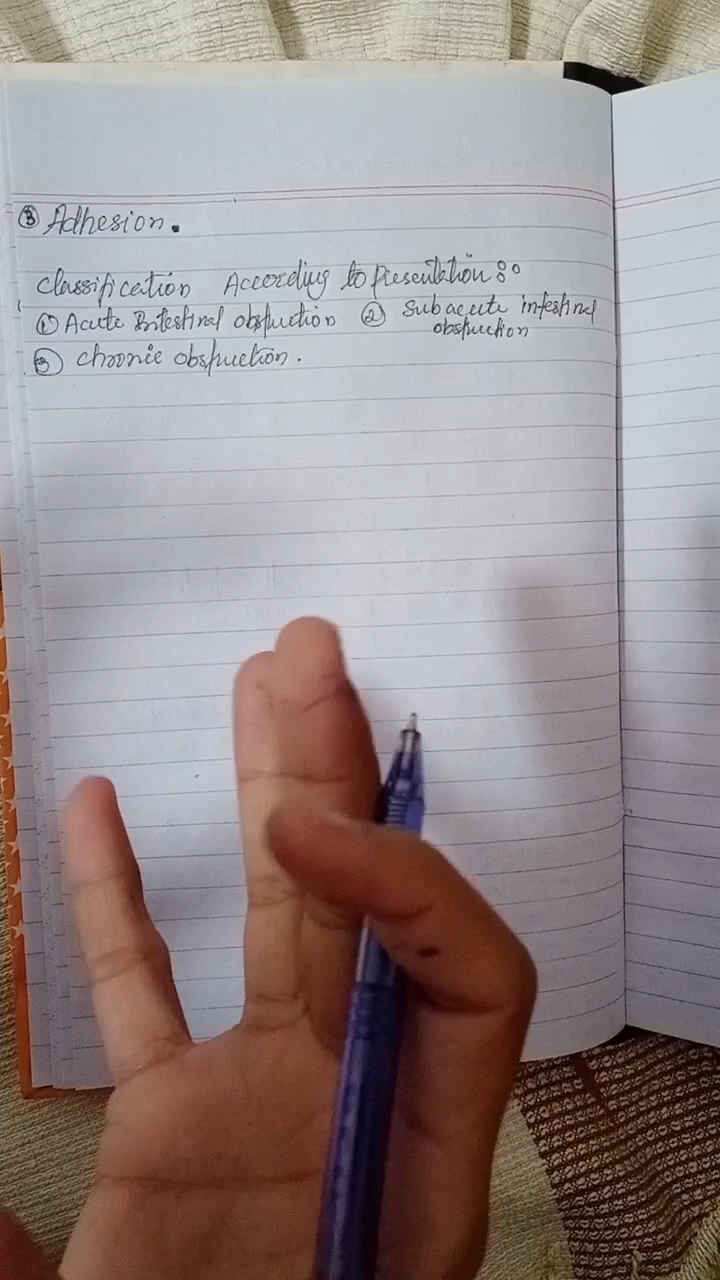 ③ Adhesion.
Classification According to presentation :o
① Acute Intestinal obstruction ② Subacute intestinal
obstruction
③ chronic obstruction.